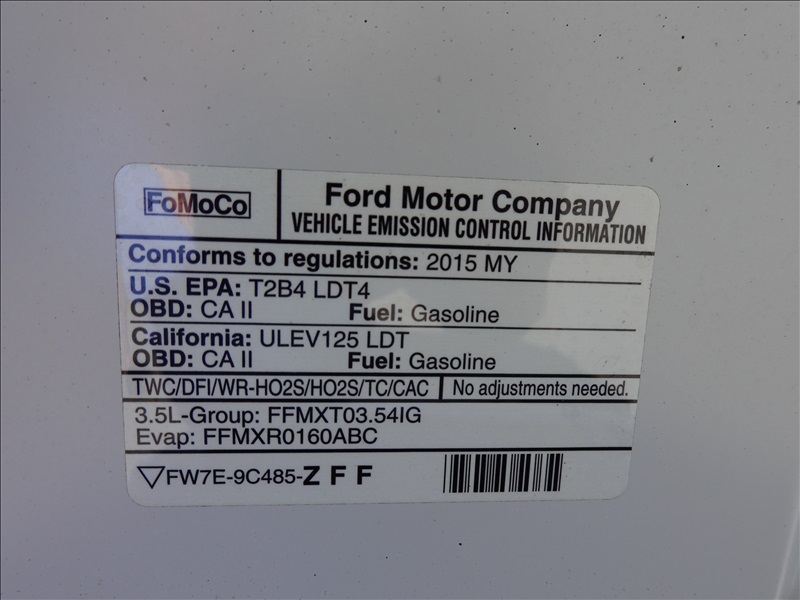 FoMoCo
Ford Motor Company
VEHICLE EMISSION CONTROL INFORMATION
Conforms to regulations: 2015 MY
U.S. EPA: T2B4 LDT4
OBD: CA II Fuel: Gasoline
California: ULEV125 LDT
OBD: CA II Fuel: Gasoline
TWC/DFI/WR-HO2S/HO2S/TC/CAC No adjustments needed.
3.5L-Group: FFMXT03.54IG
Evap: FFMXR0160ABC
FW7E-9C485-Z F F